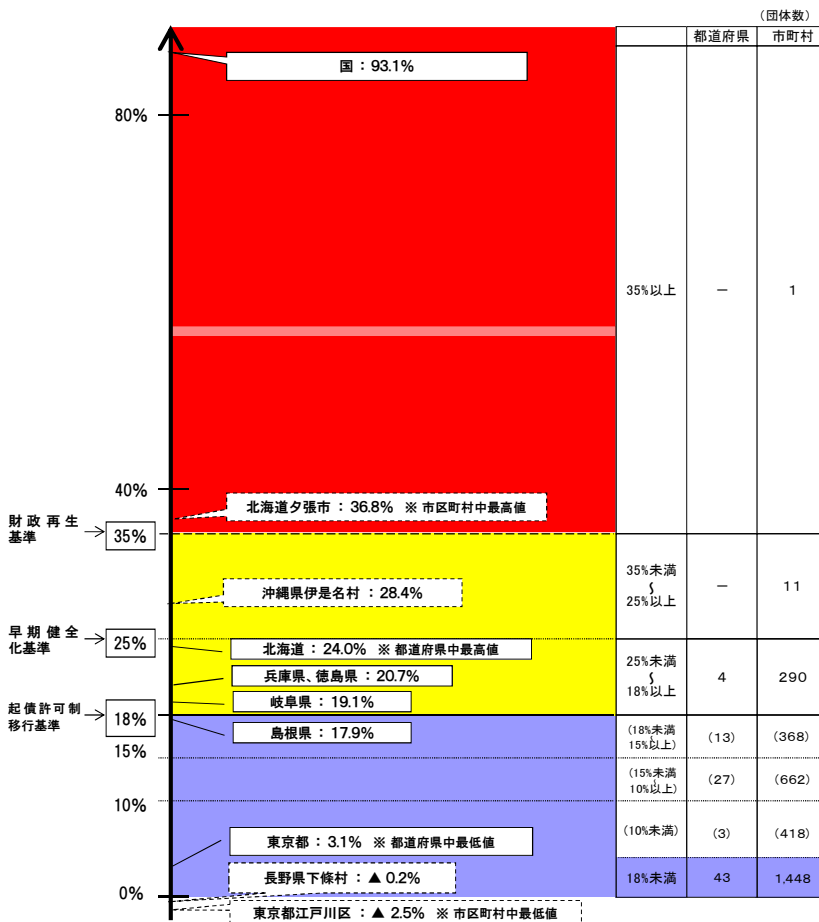 (団体数)
都道府県 市町村
国 : 93.1%
80%
35%以上 － 1
40%
北海道夕張市 : 36.8% ※ 市区町村中最高値
財政再生
基準
35%
35%未満
〜
25%以上
－ 11
沖縄県伊是名村 : 28.4%
早期健全
化基準
25%
北海道 : 24.0% ※ 都道府県中最高値
兵庫県、徳島県 : 20.7%
岐阜県 : 19.1%
25%未満
〜
18%以上
4 290
起債許可制
移行基準
18%
島根県 : 17.9%
(18%未満
15%以上)
(13) (368)
15%
(15%未満
10%以上)
(27) (662)
10%
(10%未満) (3) (418)
東京都 : 3.1% ※ 都道府県中最低値
長野県下條村 : ▲ 0.2%
18%未満 43 1,448
0%
東京都江戸川区 : ▲ 2.5% ※ 市区町村中最低値